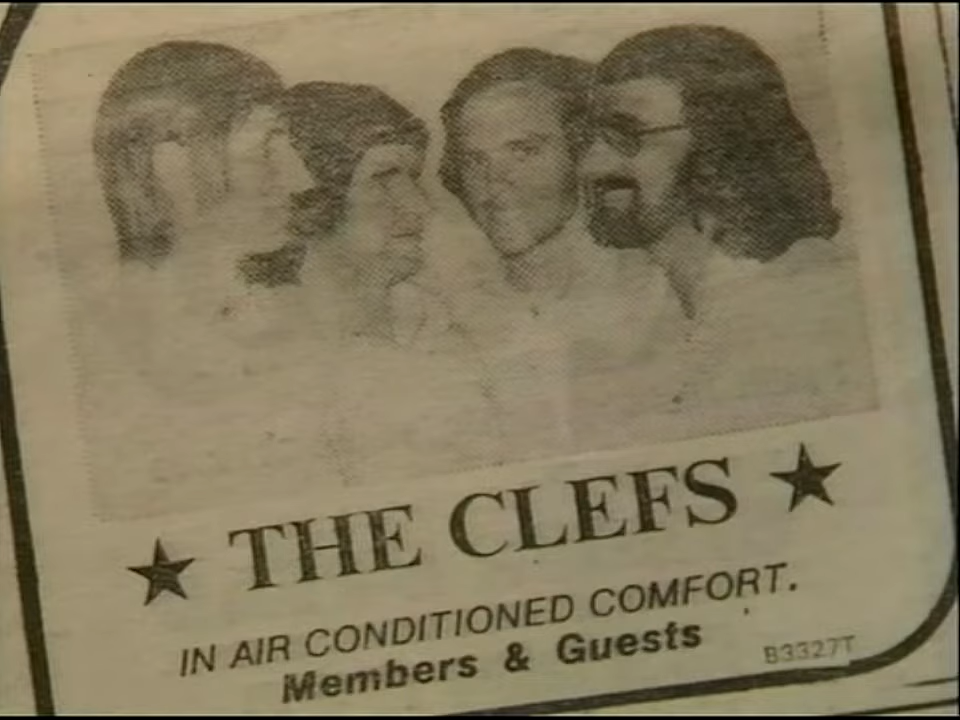 ★ THE CLEFS ★
IN AIR CONDITIONED COMFORT.
Members & Guests
B3327T